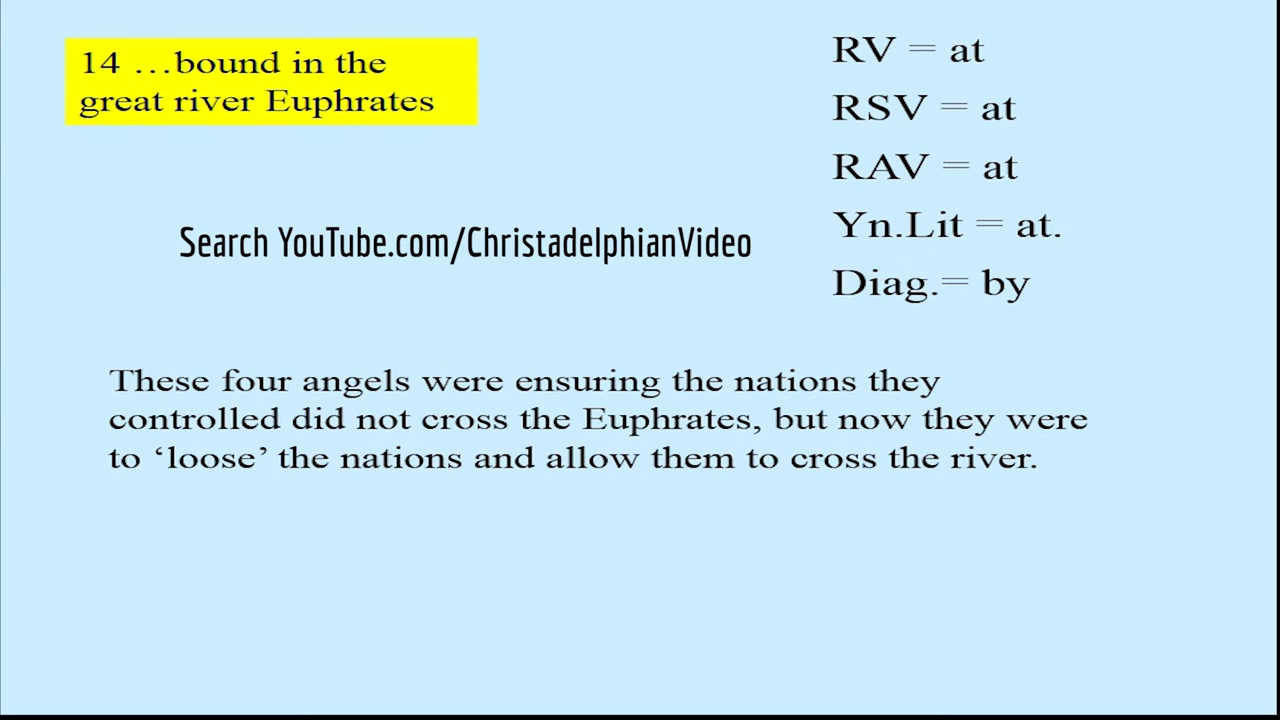 14 …bound in the
great river Euphrates
RV = at
RSV = at
RAV = at
Yn.Lit = at.
Diag.= by
Search YouTube.com/ChristadelphianVideo
These four angels were ensuring the nations they
controlled did not cross the Euphrates, but now they were
to ‘loose’ the nations and allow them to cross the river.